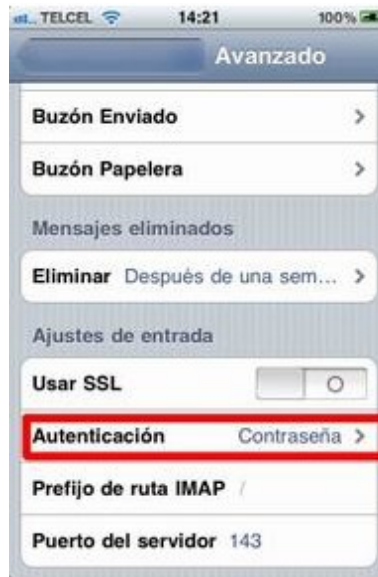 TELCEL 14:21 100%
Avanzado
Buzón Enviado
Buzón Papelera
Mensajes eliminados
Eliminar Después de una sem...
Ajustes de entrada
Usar SSL
Autenticación Contraseña
Prefijo de ruta IMAP /
Puerto del servidor 143